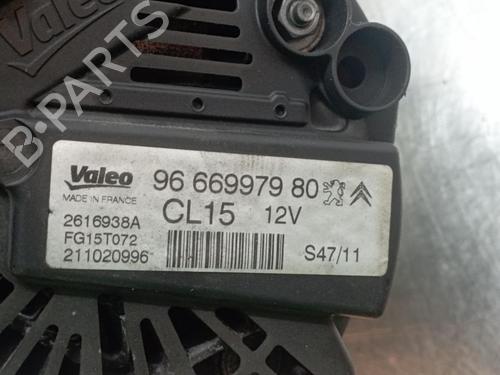 Valeo
B-PARTS
Valeo 96 669979 80
MADE IN FRANCE
CL15 12V
2616938A
FG15T072
211020996
S47/11